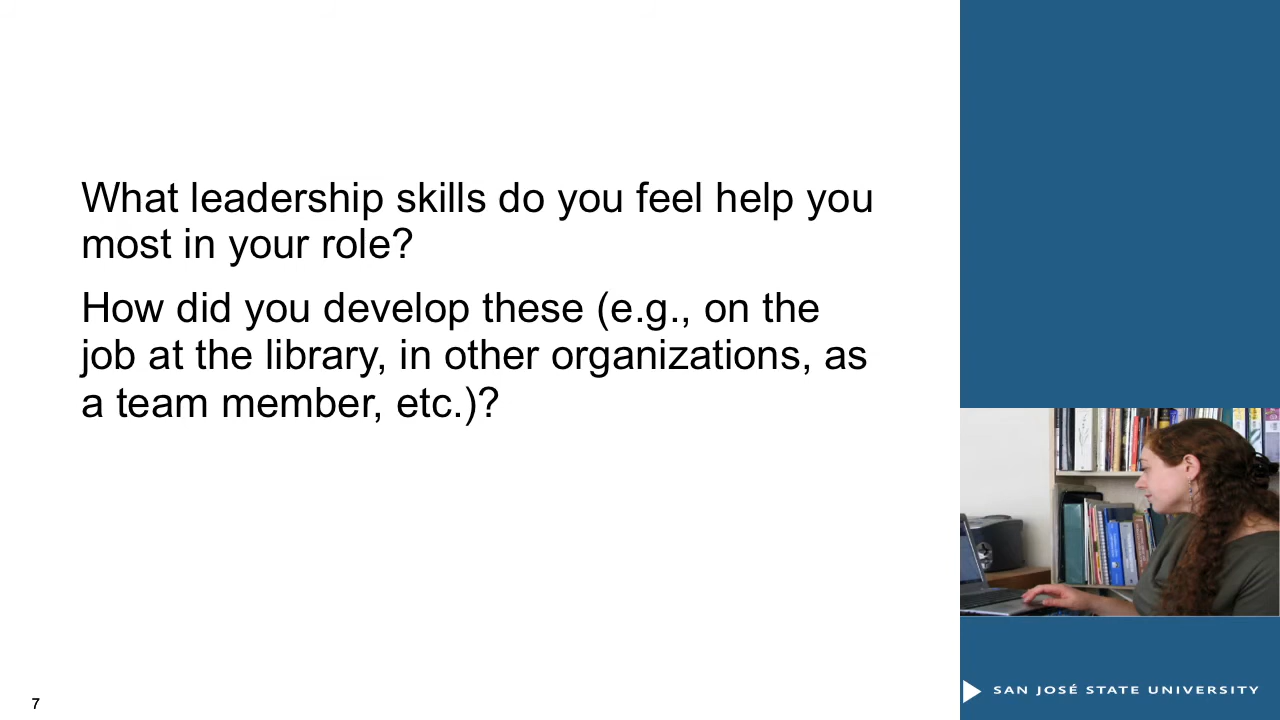 What leadership skills do you feel help you
most in your role?
How did you develop these (e.g., on the
job at the library, in other organizations, as
a team member, etc.)?
7
SAN JOSÉ STATE UNIVERSITY